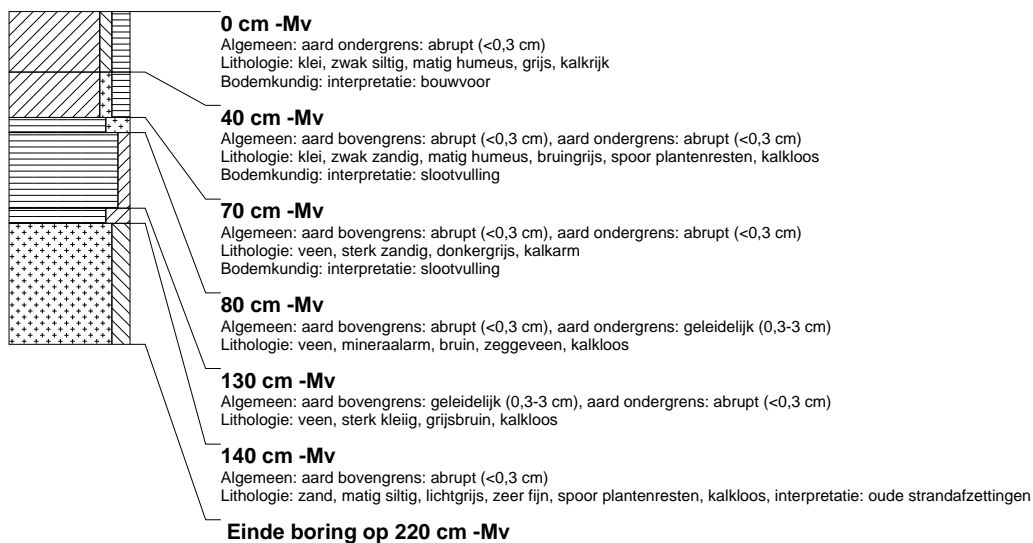 0 cm -Mv
Algemeen: aard ondergrens: abrupt (<0,3 cm)
Lithologie: klei, zwak siltig, matig humeus, grijs, kalkrijk
Bodemkundig: interpretatie: bouwvoor
40 cm -Mv
Algemeen: aard bovengrens: abrupt (<0,3 cm), aard ondergrens: abrupt (<0,3 cm)
Lithologie: klei, zwak zandig, matig humeus, bruingrijs, spoor plantenresten, kalkloos
Bodemkundig: interpretatie: slootvulling
70 cm -Mv
Algemeen: aard bovengrens: abrupt (<0,3 cm), aard ondergrens: abrupt (<0,3 cm)
Lithologie: veen, sterk zandig, donkergrijs, kalkarm
Bodemkundig: interpretatie: slootvulling
80 cm -Mv
Algemeen: aard bovengrens: abrupt (<0,3 cm), aard ondergrens: geleidelijk (0,3-3 cm)
Lithologie: veen, mineraalarm, bruin, zeggeveen, kalkloos
130 cm -Mv
Algemeen: aard bovengrens: geleidelijk (0,3-3 cm), aard ondergrens: abrupt (<0,3 cm)
Lithologie: veen, sterk kleiig, grijsbruin, kalkloos
140 cm -Mv
Algemeen: aard bovengrens: abrupt (<0,3 cm)
Lithologie: zand, matig siltig, lichtgrijs, zeer fijn, spoor plantenresten, kalkloos, interpretatie: oude strandafzettingen
Einde boring op 220 cm -Mv